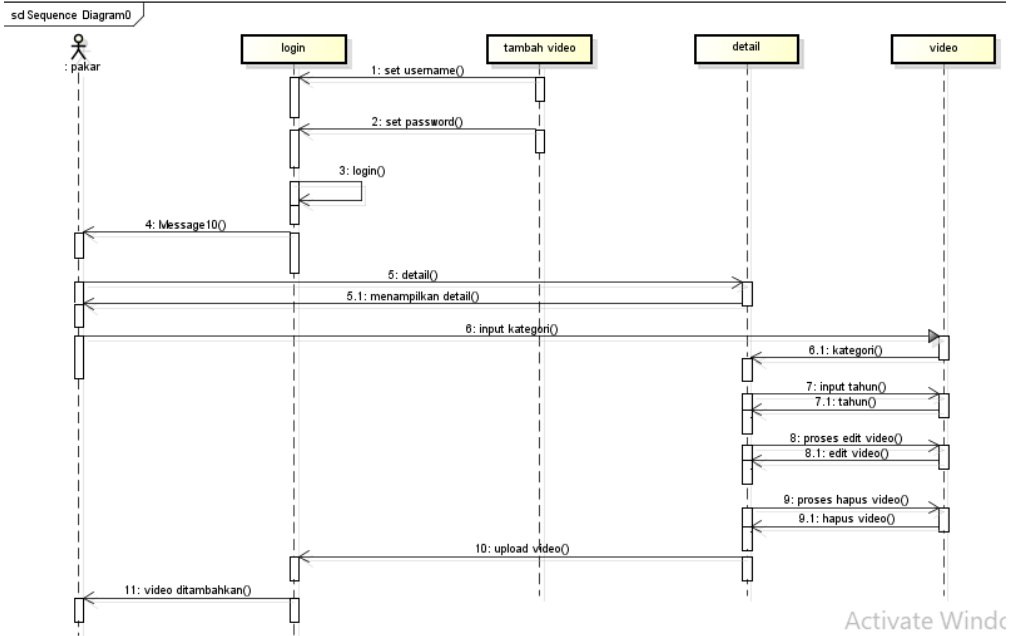 sd Sequence Diagram0
: pakar
login
tambah video
detail
video
1: set username()
2: set password()
3: login()
4: Message10()
5: detail()
5.1: menampilkan detail()
6: input kategori()
6.1: kategori()
7: input tahun()
7.1: tahun()
8: proses edit video()
8.1: edit video()
9: proses hapus video()
9.1: hapus video()
10: upload video()
11: video ditambahkan()
Activate Windo